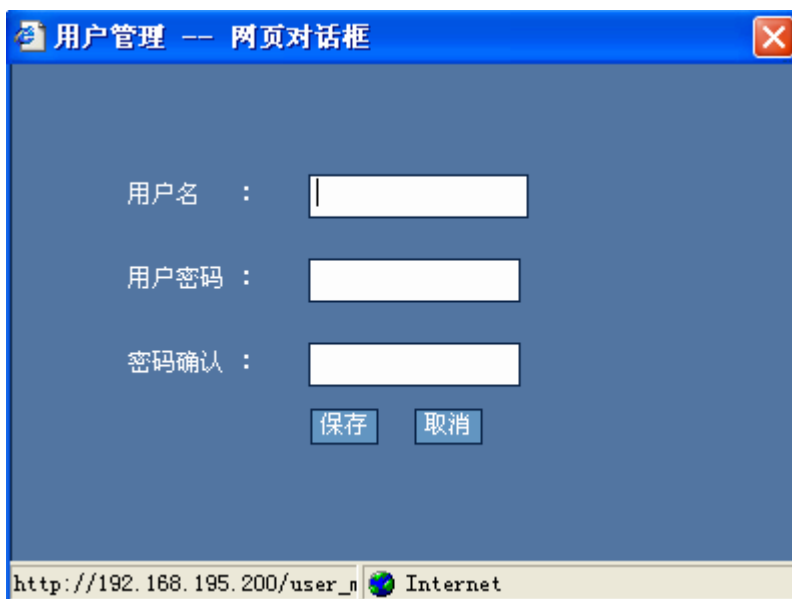 用户管理 -- 网页对话框
用户名 :
用户密码 :
密码确认 :
保存 取消
http://192.168.195.200/user_m Internet